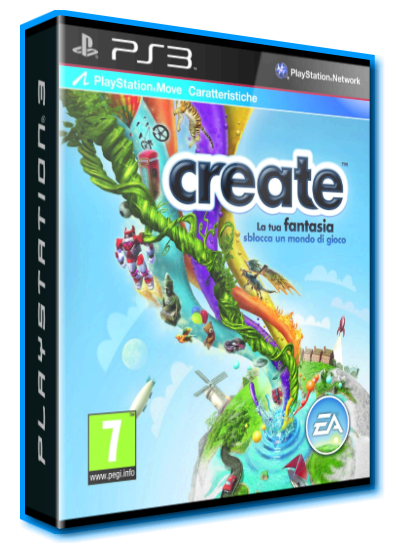 PS3
PlayStation®Network
PlayStation®Move Caratteristiche
create™
La tua fantasia
sblocca un mondo di gioco
7
www.pegi.info
EA
PLAYSTATION® 3